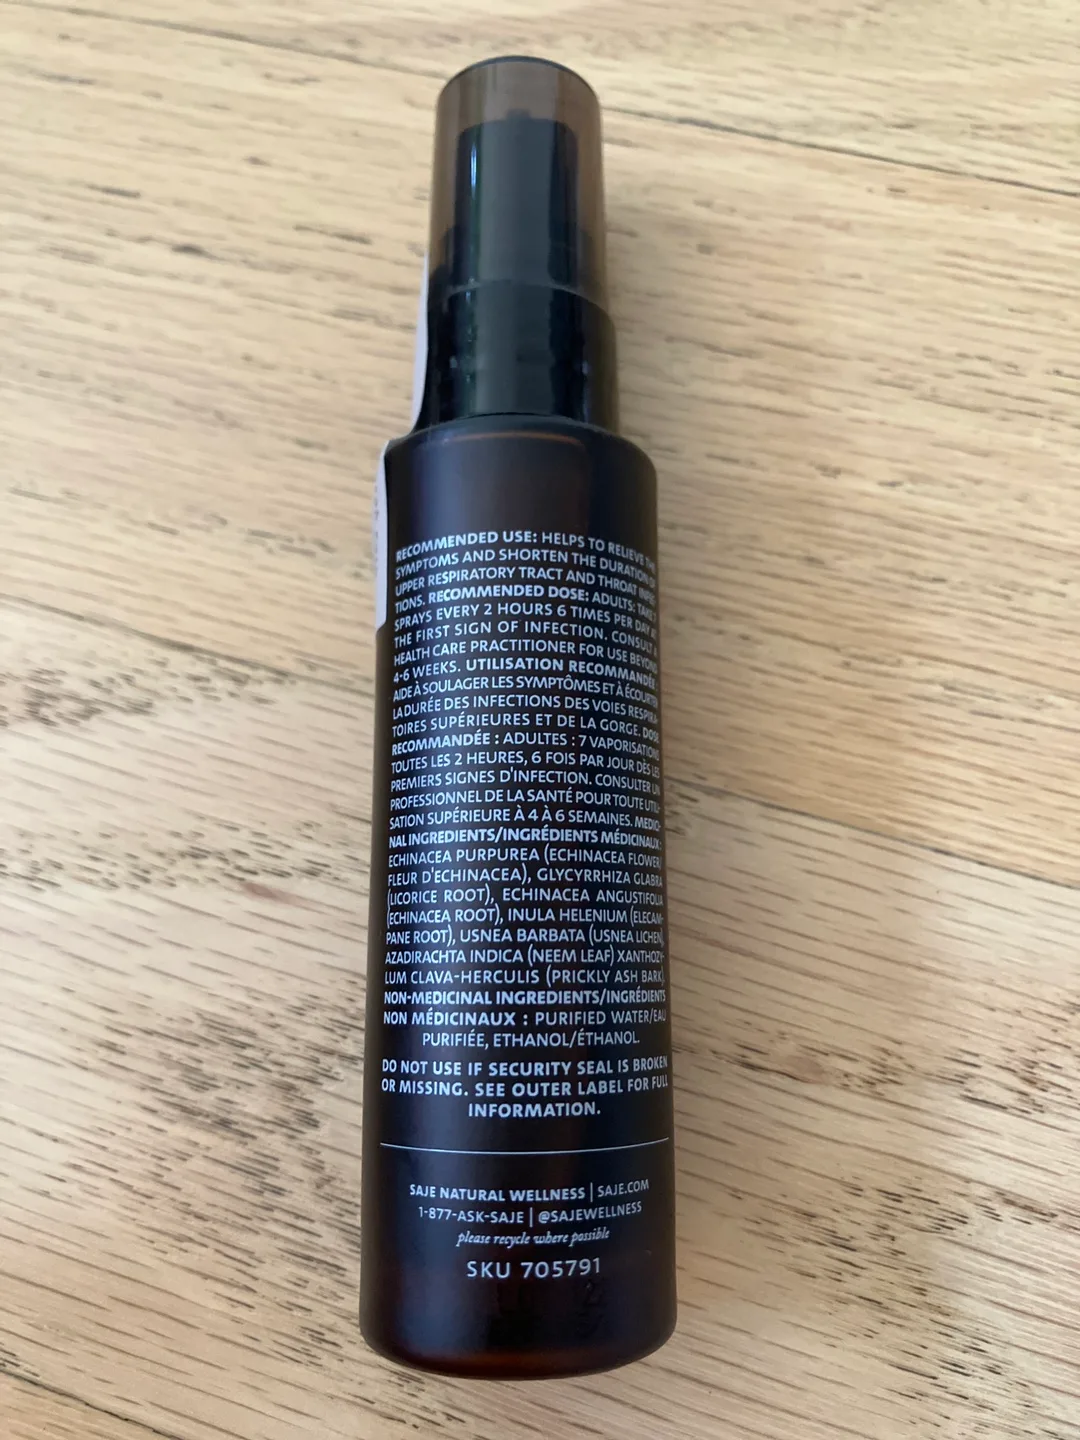 RECOMMENDED USE: HELPS TO RELIEVE THE
SYMPTOMS AND SHORTEN THE DURATION OF
UPPER RESPIRATORY TRACT AND THROAT INFEC-
TIONS. RECOMMENDED DOSE: ADULTS: TAKE 7
SPRAYS EVERY 2 HOURS 6 TIMES PER DAY AT
THE FIRST SIGN OF INFECTION. CONSULT A
HEALTH CARE PRACTITIONER FOR USE BEYOND
4-6 WEEKS. UTILISATION RECOMMANDÉE :
AIDE À SOULAGER LES SYMPTÔMES ET À ÉCOURTER
LA DURÉE DES INFECTIONS DES VOIES RESPIRA-
TOIRES SUPÉRIEURES ET DE LA GORGE. DOSE
RECOMMANDÉE : ADULTES : 7 VAPORISATIONS
TOUTES LES 2 HEURES, 6 FOIS PAR JOUR DÈS LES
PREMIERS SIGNES D'INFECTION. CONSULTER UN
PROFESSIONNEL DE LA SANTÉ POUR TOUTE UTILI-
SATION SUPÉRIEURE À 4 À 6 SEMAINES. MEDICI-
NAL INGREDIENTS/INGRÉDIENTS MÉDICINAUX :
ECHINACEA PURPUREA (ECHINACEA FLOWER/
FLEUR D'ECHINACEA), GLYCYRRHIZA GLABRA
(LICORICE ROOT), ECHINACEA ANGUSTIFOLIA
(ECHINACEA ROOT), INULA HELENIUM (ELECAM-
PANE ROOT), USNEA BARBATA (USNEA LICHEN),
AZADIRACHTA INDICA (NEEM LEAF) XANTHOXY-
LUM CLAVA-HERCULIS (PRICKLY ASH BARK).
NON-MEDICINAL INGREDIENTS/INGRÉDIENTS
NON MÉDICINAUX : PURIFIED WATER/EAU
PURIFIÉE, ETHANOL/ÉTHANOL.
DO NOT USE IF SECURITY SEAL IS BROKEN
OR MISSING. SEE OUTER LABEL FOR FULL
INFORMATION.
SAJE NATURAL WELLNESS | SAJE.COM
1-877-ASK-SAJE | @SAJEWELLNESS
please recycle where possible
SKU 705791